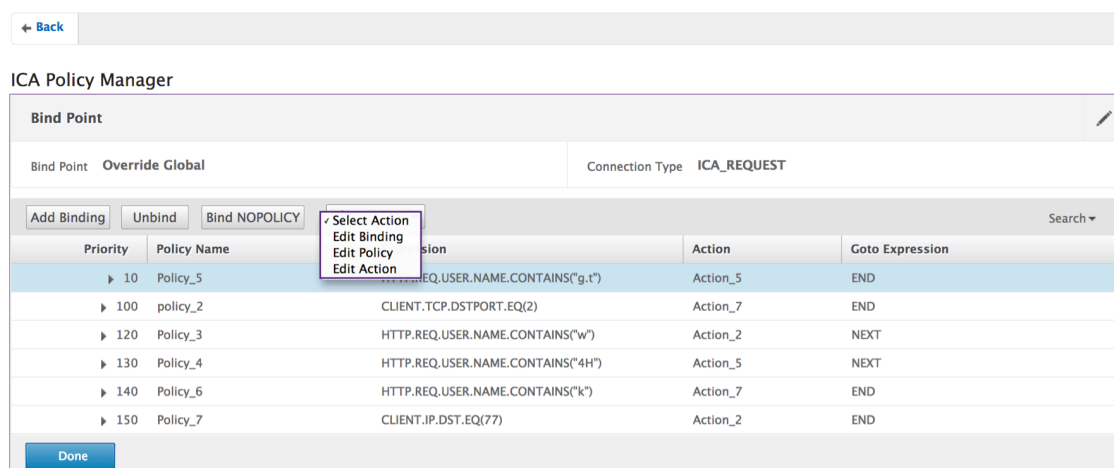 Back
ICA Policy Manager
Bind Point
Bind Point Override Global Connection Type ICA_REQUEST
Add Binding Unbind Bind NOPOLICY Search
✓ Select Action
Edit Binding
Edit Policy
Edit Action
Priority Policy Name sion Action Goto Expression
10 Policy_5 HTTP.REQ.USER.NAME.CONTAINS("g.t") Action_5 END
100 policy_2 CLIENT.TCP.DSTPORT.EQ(2) Action_7 END
120 Policy_3 HTTP.REQ.USER.NAME.CONTAINS("w") Action_2 NEXT
130 Policy_4 HTTP.REQ.USER.NAME.CONTAINS("4H") Action_5 NEXT
140 Policy_6 HTTP.REQ.USER.NAME.CONTAINS("k") Action_7 END
150 Policy_7 CLIENT.IP.DST.EQ(77) Action_2 END
Done